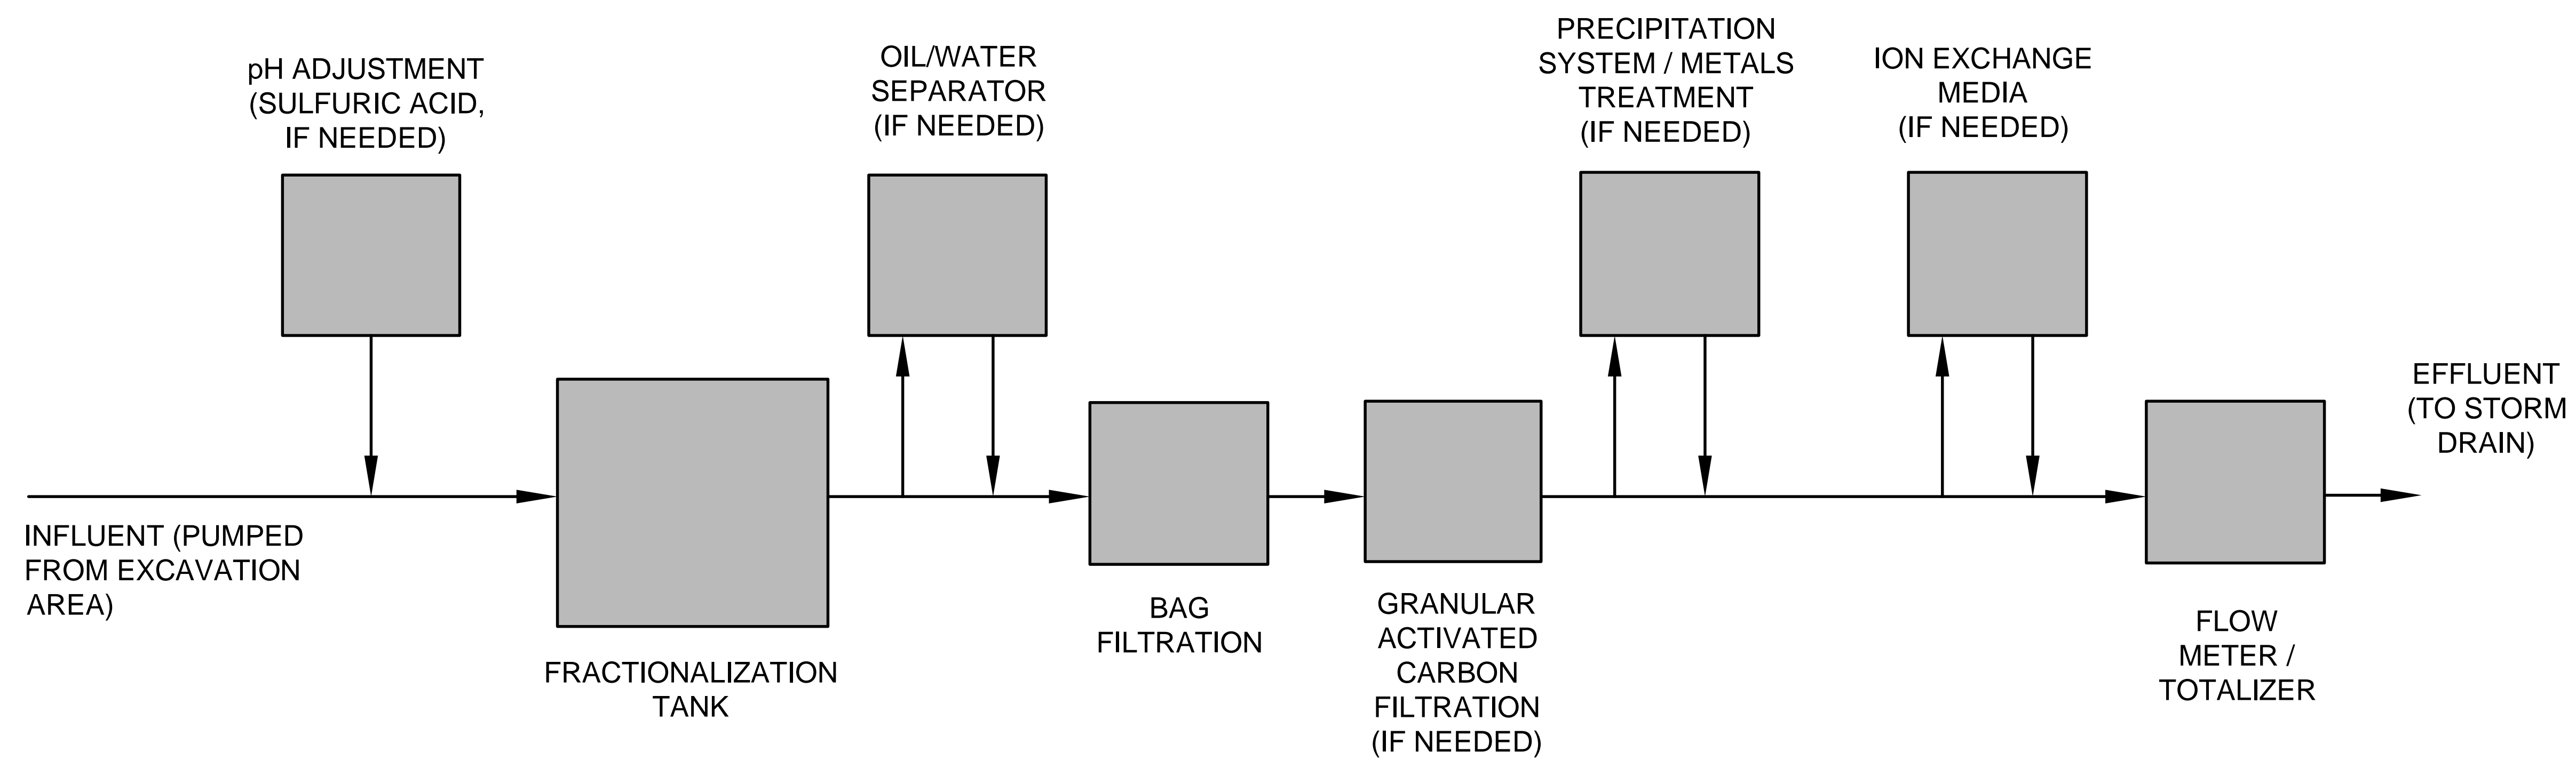 pH ADJUSTMENT
(SULFURIC ACID,
IF NEEDED)
OIL/WATER
SEPARATOR
(IF NEEDED)
PRECIPITATION
SYSTEM / METALS
TREATMENT
(IF NEEDED)
ION EXCHANGE
MEDIA
(IF NEEDED)
EFFLUENT
(TO STORM
DRAIN)
INFLUENT (PUMPED
FROM EXCAVATION
AREA)
FRACTIONALIZATION
TANK
BAG
FILTRATION
GRANULAR
ACTIVATED
CARBON
FILTRATION
(IF NEEDED)
FLOW
METER /
TOTALIZER